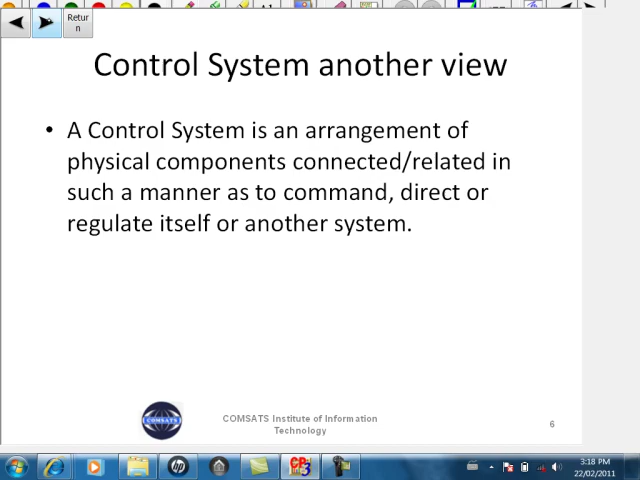 Retur
n
Control System another view
• A Control System is an arrangement of
physical components connected/related in
such a manner as to command, direct or
regulate itself or another system.
COMSATS
COMSATS Institute of Information
Technology
6
3:18 PM
22/02/2011